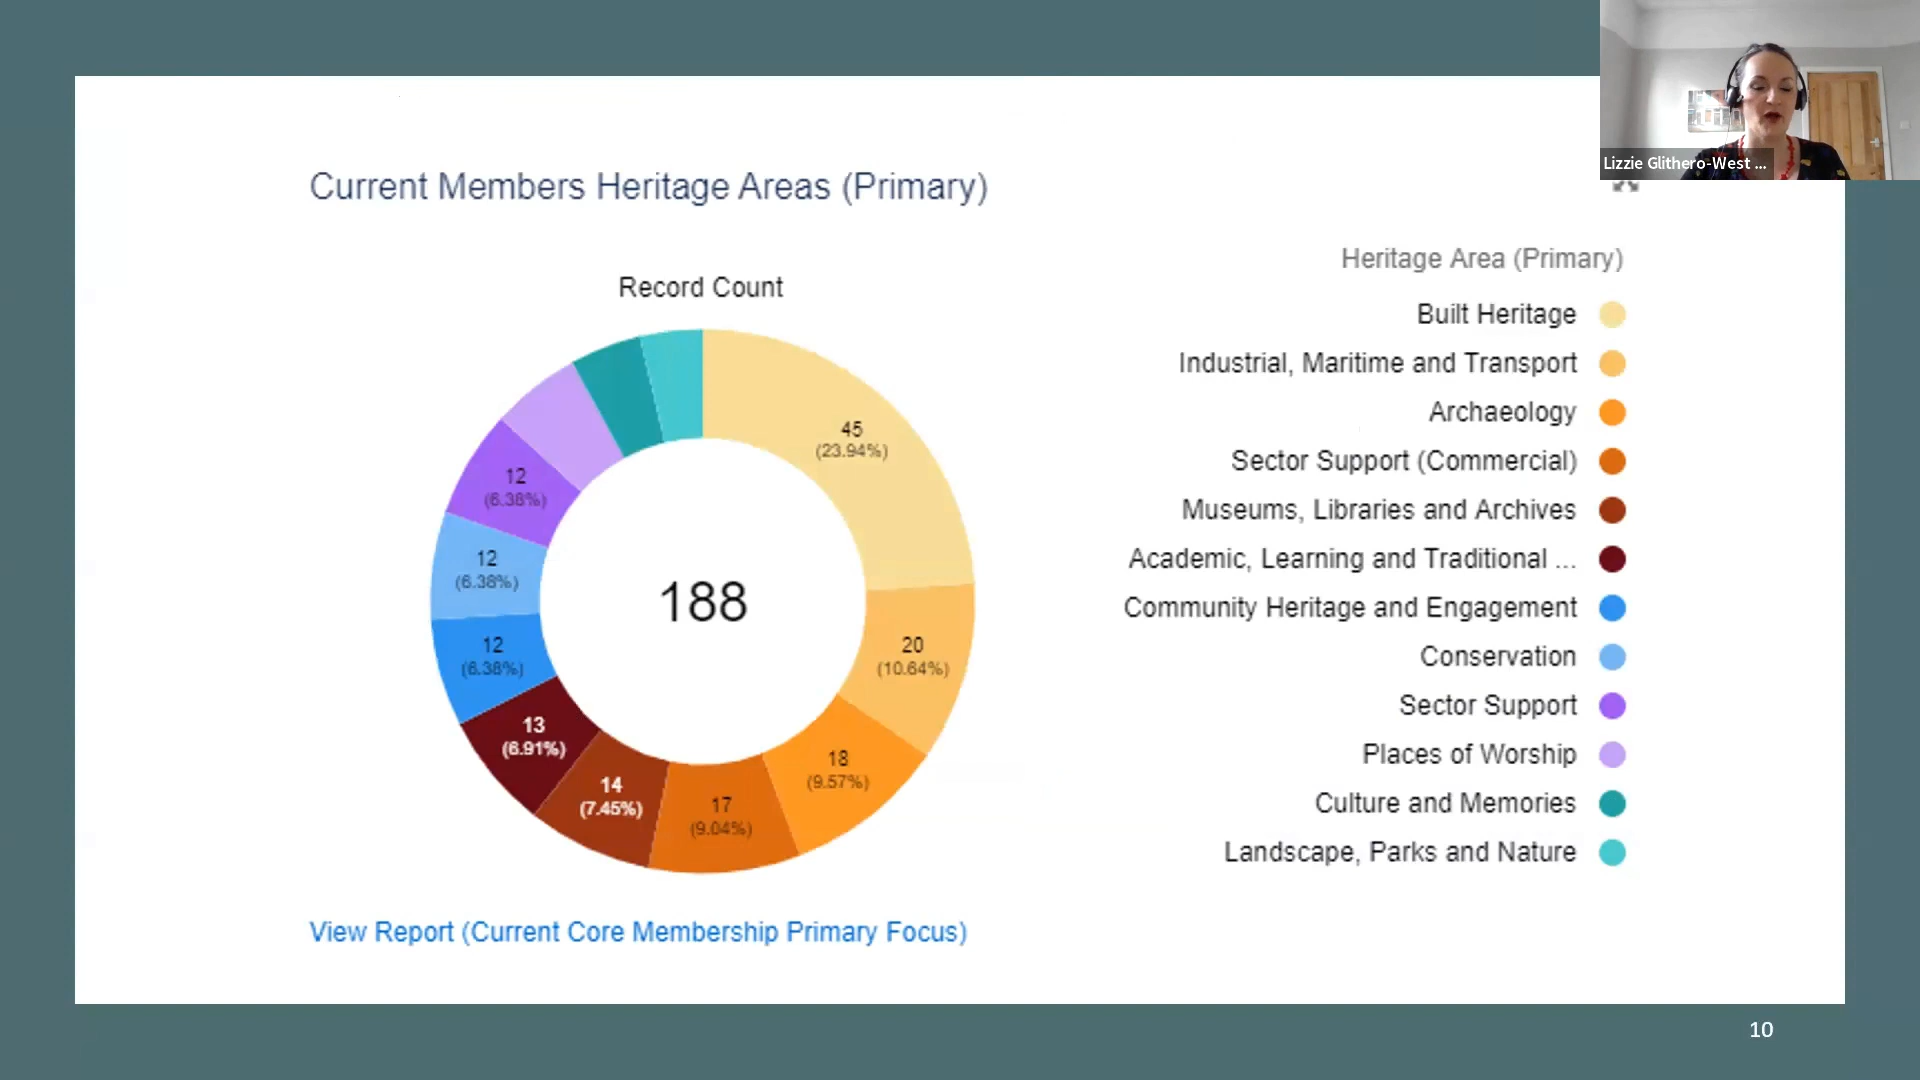 Lizzie Glithero-West ...
Current Members Heritage Areas (Primary)
Record Count
45
(23.94%)
20
(10.64%)
18
(9.57%)
17
(9.04%)
14
(7.45%)
13
(6.91%)
12
(6.38%)
12
(6.38%)
12
(6.38%)
188
Heritage Area (Primary)
Built Heritage
Industrial, Maritime and Transport
Archaeology
Sector Support (Commercial)
Museums, Libraries and Archives
Academic, Learning and Traditional ...
Community Heritage and Engagement
Conservation
Sector Support
Places of Worship
Culture and Memories
Landscape, Parks and Nature
View Report (Current Core Membership Primary Focus)
10